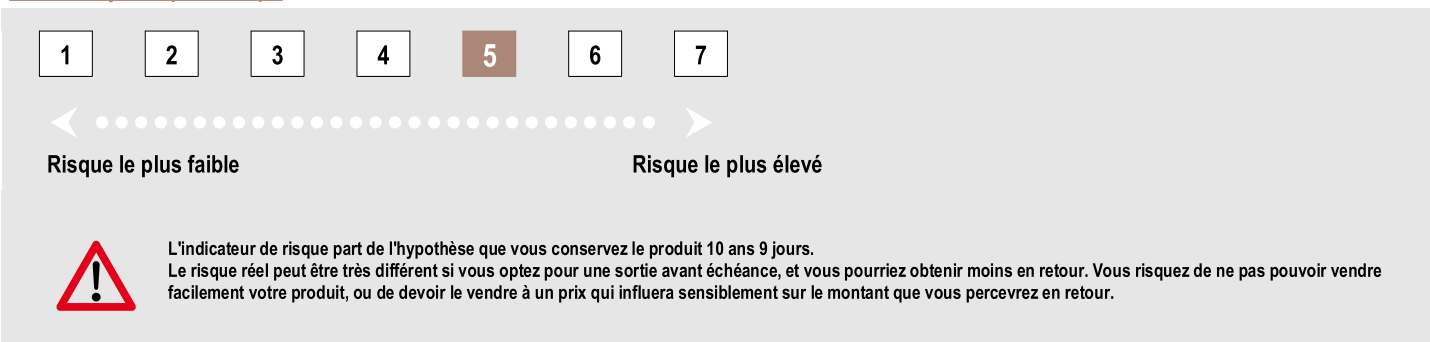 1 2 3 4 5 6 7
Risque le plus faible Risque le plus élevé
L'indicateur de risque part de l'hypothèse que vous conservez le produit 10 ans 9 jours.
Le risque réel peut être très différent si vous optez pour une sortie avant échéance, et vous pourriez obtenir moins en retour. Vous risquez de ne pas pouvoir vendre
facilement votre produit, ou de devoir le vendre à un prix qui influera sensiblement sur le montant que vous percevrez en retour.